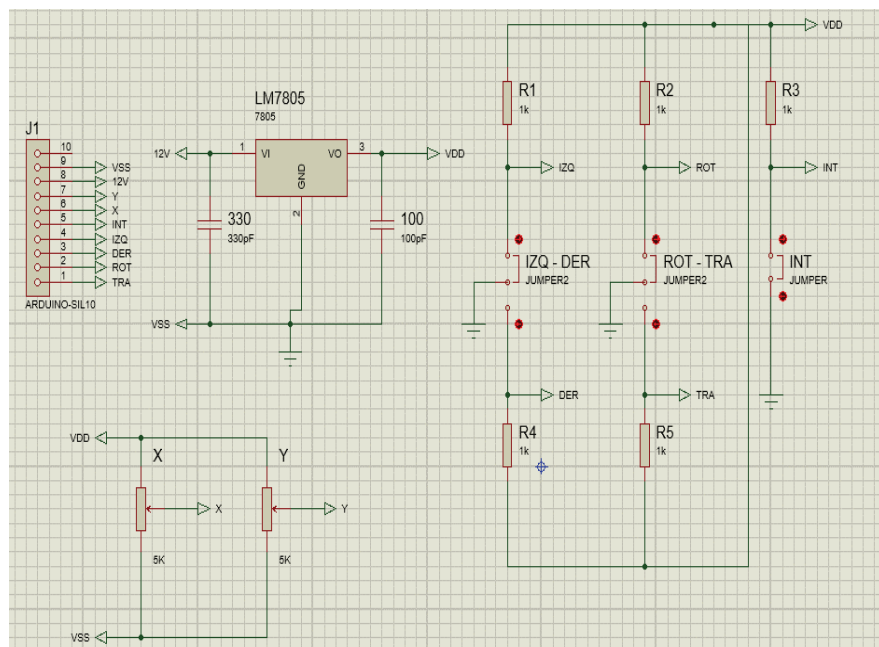 J1
10
9
VSS
8
12V
7
Y
6
X
5
INT
4
IZQ
3
DER
2
ROT
1
TRA
ARDUINO-SIL10
LM7805
7805
12V
1
VI
VO
3
VDD
GND
2
330
330pF
100
100pF
VSS
VDD
R1
1k
R2
1k
R3
1k
IZQ
ROT
INT
IZQ - DER
JUMPER2
ROT - TRA
JUMPER2
INT
JUMPER
DER
TRA
R4
1k
R5
1k
VDD
X
Y
X
Y
5K
5K
VSS